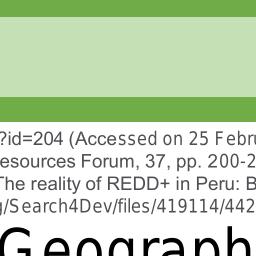 ?id=204 (Accessed on 25 Febru
esources Forum, 37, pp. 200-2
The reality of REDD+ in Peru: B
g/Search4Dev/files/419114/442
Geograph